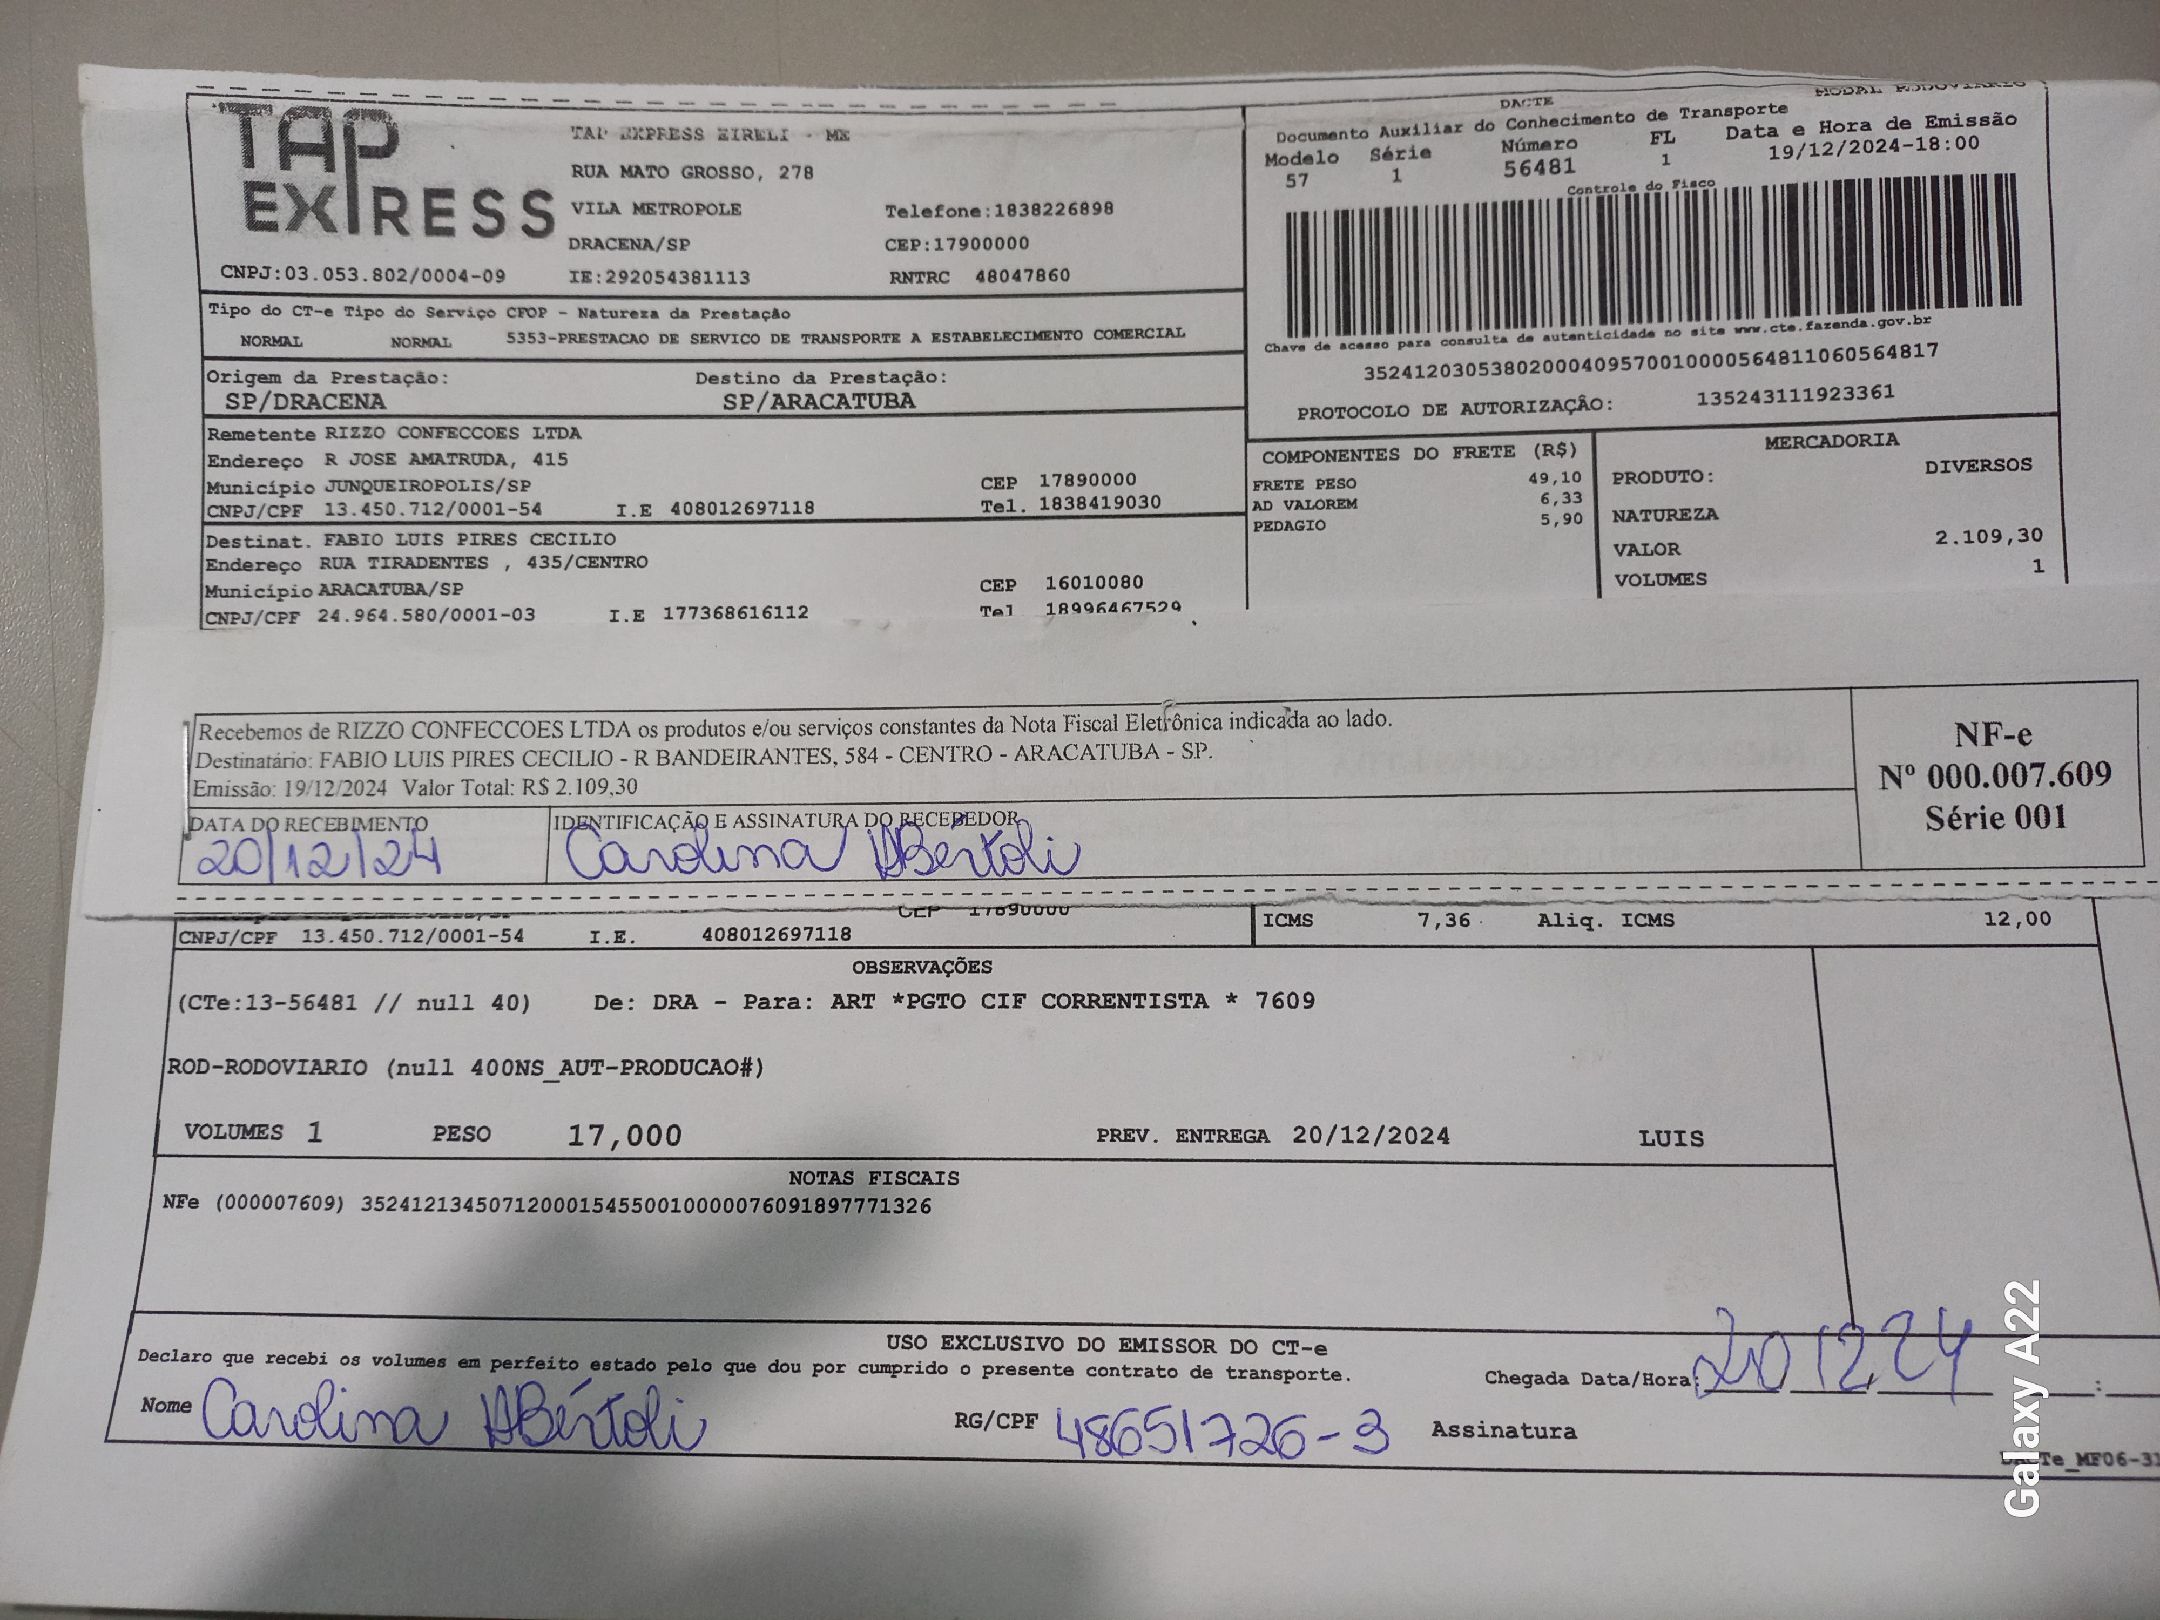 TAP EXPRESS
TAP EXPRESS EIRELI - ME
RUA MATO GROSSO, 278
VILA METROPOLE Telefone:1838226898
DRACENA/SP CEP:17900000
CNPJ:03.053.802/0004-09 IE:292054381113 RNTRC 48047860
DACTE MODAL RODOVIARIO
Documento Auxiliar do Conhecimento de Transporte
Modelo Série Número FL Data e Hora de Emissão
57 1 56481 1 19/12/2024-18:00
Controle do Fisco
Chave de acesso para consulta de autenticidade no site www.cte.fazenda.gov.br
35241203053802000409570010000564811060564817
PROTOCOLO DE AUTORIZAÇÂO: 135243111923361
Tipo do CT-e Tipo do Serviço CFOP - Natureza da Prestação
NORMAL NORMAL 5353-PRESTACAO DE SERVICO DE TRANSPORTE A ESTABELECIMENTO COMERCIAL
Origem da Prestação: Destino da Prestação:
SP/DRACENA SP/ARACATUBA
Remetente RIZZO CONFECCOES LTDA
Endereço R JOSE AMATRUDA, 415
Município JUNQUEIROPOLIS/SP CEP 17890000
CNPJ/CPF 13.450.712/0001-54 I.E 408012697118 Tel. 1838419030
Destinat. FABIO LUIS PIRES CECILIO
Endereço RUA TIRADENTES , 435/CENTRO
Município ARACATUBA/SP CEP 16010080
CNPJ/CPF 24.964.580/0001-03 I.E 177368616112 Tel 18996467529
COMPONENTES DO FRETE (R$)
FRETE PESO 49,10
AD VALOREM 6,33
PEDAGIO 5,90
MERCADORIA
PRODUTO: DIVERSOS
NATUREZA
VALOR 2.109,30
VOLUMES 1
Recebemos de RIZZO CONFECCOES LTDA os produtos e/ou serviços constantes da Nota Fiscal Eletrônica indicada ao lado.
Destinatário: FABIO LUIS PIRES CECILIO - R BANDEIRANTES, 584 - CENTRO - ARACATUBA - SP.
Emissão: 19/12/2024 Valor Total: R$ 2.109,30
NF-e
Nº 000.007.609
Série 001
DATA DO RECEBIMENTO IDENTIFICAÇÃO E ASSINATURA DO RECEBEDOR
20/12/24 Carolina Bertoli
CEP 17890000
CNPJ/CPF 13.450.712/0001-54 I.E. 408012697118
ICMS 7,36 Aliq. ICMS 12,00
OBSERVAÇÕES
(CTe:13-56481 // null 40) De: DRA - Para: ART *PGTO CIF CORRENTISTA * 7609
ROD-RODOVIARIO (null 400NS_AUT-PRODUCAO#)
VOLUMES 1 PESO 17,000 PREV. ENTREGA 20/12/2024 LUIS
NOTAS FISCAIS
NFe (000007609) 35241213450712000154550010000076091897771326
USO EXCLUSIVO DO EMISSOR DO CT-e
Declaro que recebi os volumes em perfeito estado pelo que dou por cumprido o presente contrato de transporte.
Chegada Data/Hora: 20 12 24 :
Nome Carolina Bertoli RG/CPF 48651726-3 Assinatura
Galaxy A22